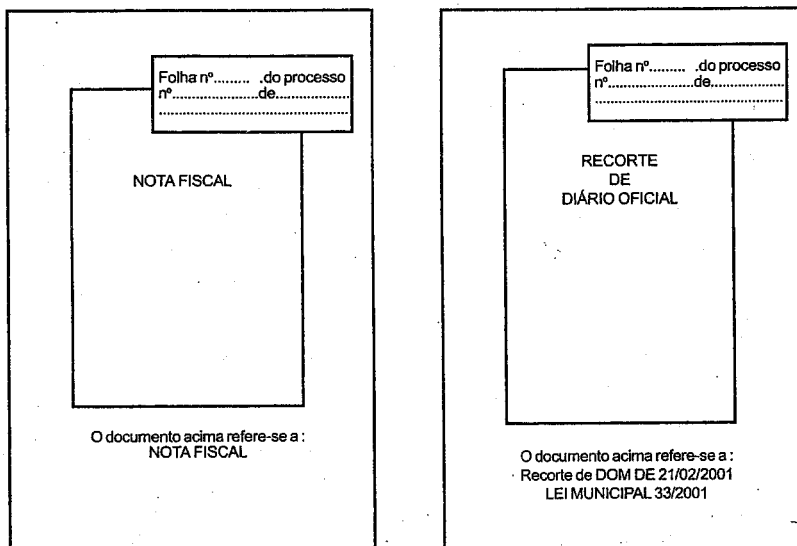 Folha nº......... .do processo
nº.....................de..................
...............................................
NOTA FISCAL
O documento acima refere-se a :
NOTA FISCAL
Folha nº......... .do processo
nº.....................de..................
...............................................
RECORTE
DE
DIÁRIO OFICIAL
O documento acima refere-se a :
Recorte de DOM DE 21/02/2001
LEI MUNICIPAL 33/2001